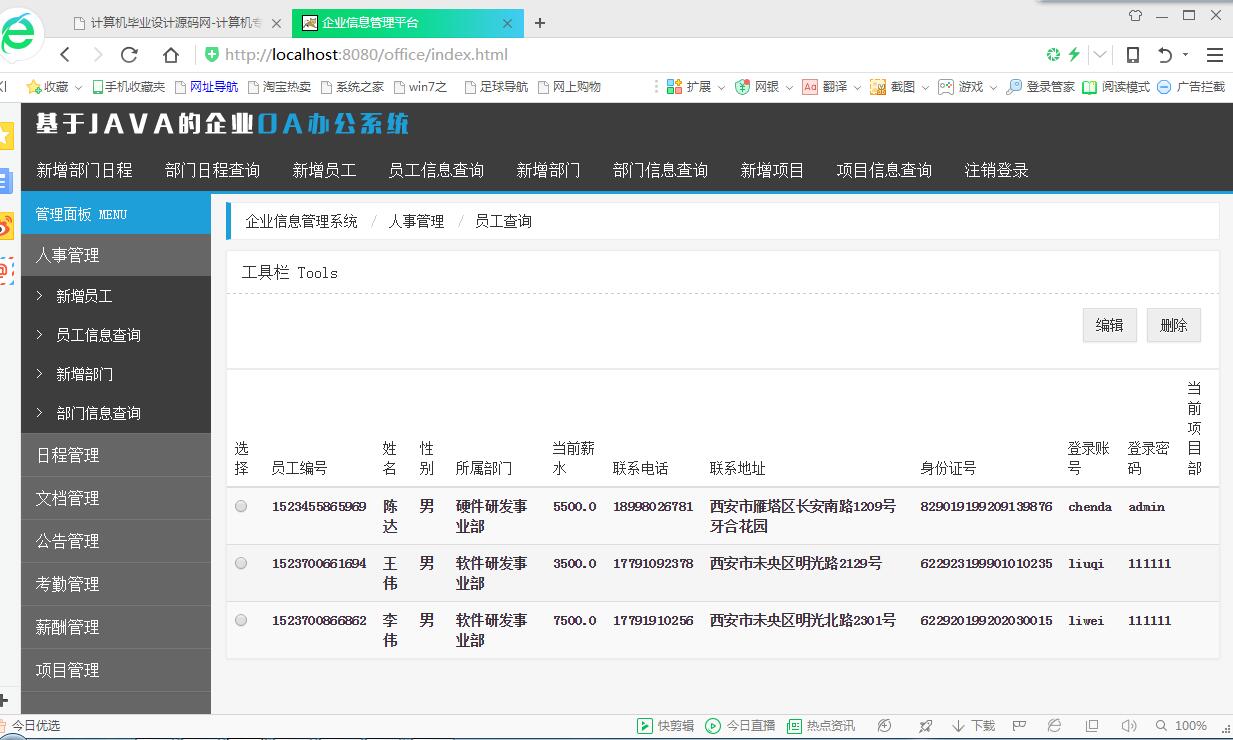 计算机毕业设计源码网-计算机专
企业信息管理平台
http://localhost:8080/office/index.html
收藏 手机收藏夹 网址导航 淘宝热卖 系统之家 win7之 足球导航 网上购物 扩展 网银 翻译 截图 游戏 登录管家 阅读模式 广告拦截
基于JAVA的企业OA办公系统
新增部门日程 部门日程查询 新增员工 员工信息查询 新增部门 部门信息查询 新增项目 项目信息查询 注销登录
管理面板 MENU
人事管理
新增员工
员工信息查询
新增部门
部门信息查询
日程管理
文档管理
公告管理
考勤管理
薪酬管理
项目管理
企业信息管理系统 / 人事管理 / 员工查询
工具栏 Tools
编辑 删除
选择 员工编号 姓名 性别 所属部门 当前薪水 联系电话 联系地址 身份证号 登录账号 登录密码 当前项目部
1523455865969 陈达 男 硬件研发事业部 5500.0 18998026781 西安市雁塔区长安南路1209号牙合花园 829019199209139876 chenda admin
1523700661694 王伟 男 软件研发事业部 3500.0 17791092378 西安市未央区明光路2129号 622923199901010235 liuqi 111111
1523700866862 李伟 男 软件研发事业部 7500.0 17791910256 西安市未央区明光北路2301号 622920199202030015 liwei 111111
今日优选 快剪辑 今日直播 热点资讯 下载 100%